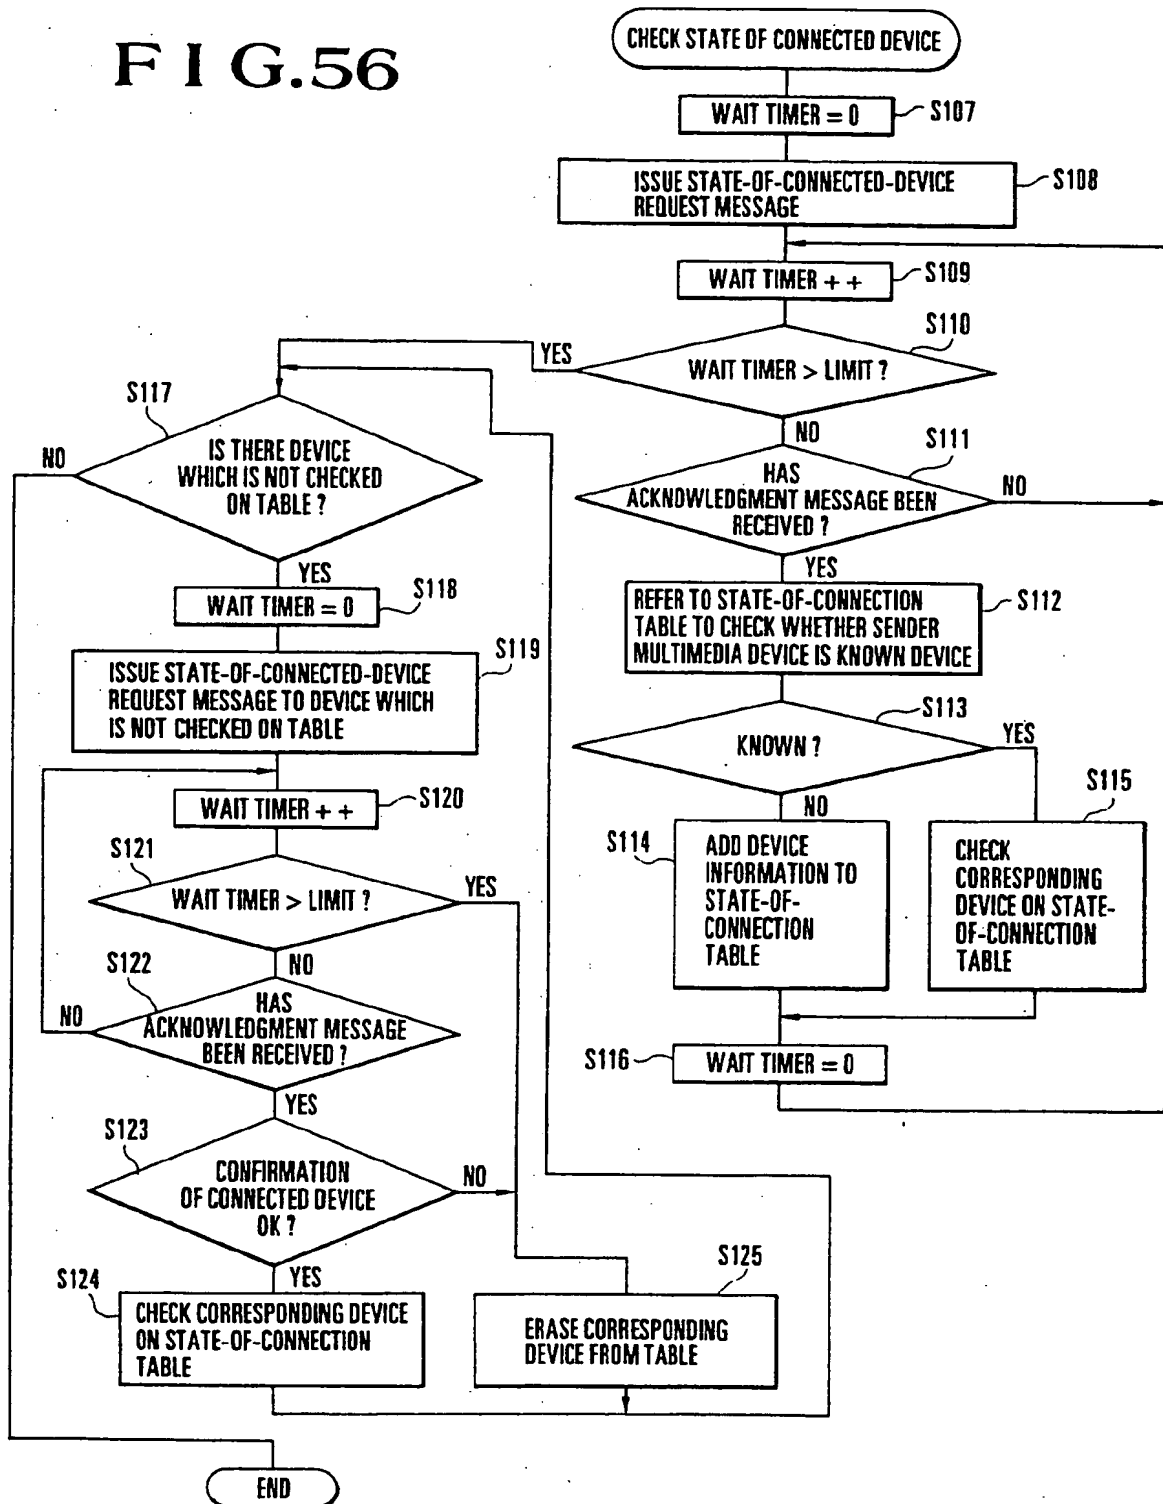 FIG.56
CHECK STATE OF CONNECTED DEVICE
WAIT TIMER = 0
S107
ISSUE STATE-OF-CONNECTED-DEVICE
REQUEST MESSAGE
S108
WAIT TIMER + +
S109
S110
WAIT TIMER > LIMIT ?
YES
NO
S111
HAS
ACKNOWLEDGMENT MESSAGE BEEN
RECEIVED ?
NO
YES
REFER TO STATE-OF-CONNECTION
TABLE TO CHECK WHETHER SENDER
MULTIMEDIA DEVICE IS KNOWN DEVICE
S112
S113
KNOWN ?
YES
NO
S114
ADD DEVICE
INFORMATION TO
STATE-OF-
CONNECTION
TABLE
S115
CHECK
CORRESPONDING
DEVICE ON STATE-
OF-CONNECTION
TABLE
S116
WAIT TIMER = 0
S117
IS THERE DEVICE
WHICH IS NOT CHECKED
ON TABLE ?
NO
YES
WAIT TIMER = 0
S118
S119
ISSUE STATE-OF-CONNECTED-DEVICE
REQUEST MESSAGE TO DEVICE WHICH
IS NOT CHECKED ON TABLE
WAIT TIMER + +
S120
S121
WAIT TIMER > LIMIT ?
YES
NO
S122
HAS
ACKNOWLEDGMENT MESSAGE
BEEN RECEIVED ?
NO
YES
S123
CONFIRMATION
OF CONNECTED DEVICE
OK ?
NO
YES
S124
CHECK CORRESPONDING DEVICE
ON STATE-OF-CONNECTION
TABLE
S125
ERASE CORRESPONDING
DEVICE FROM TABLE
END